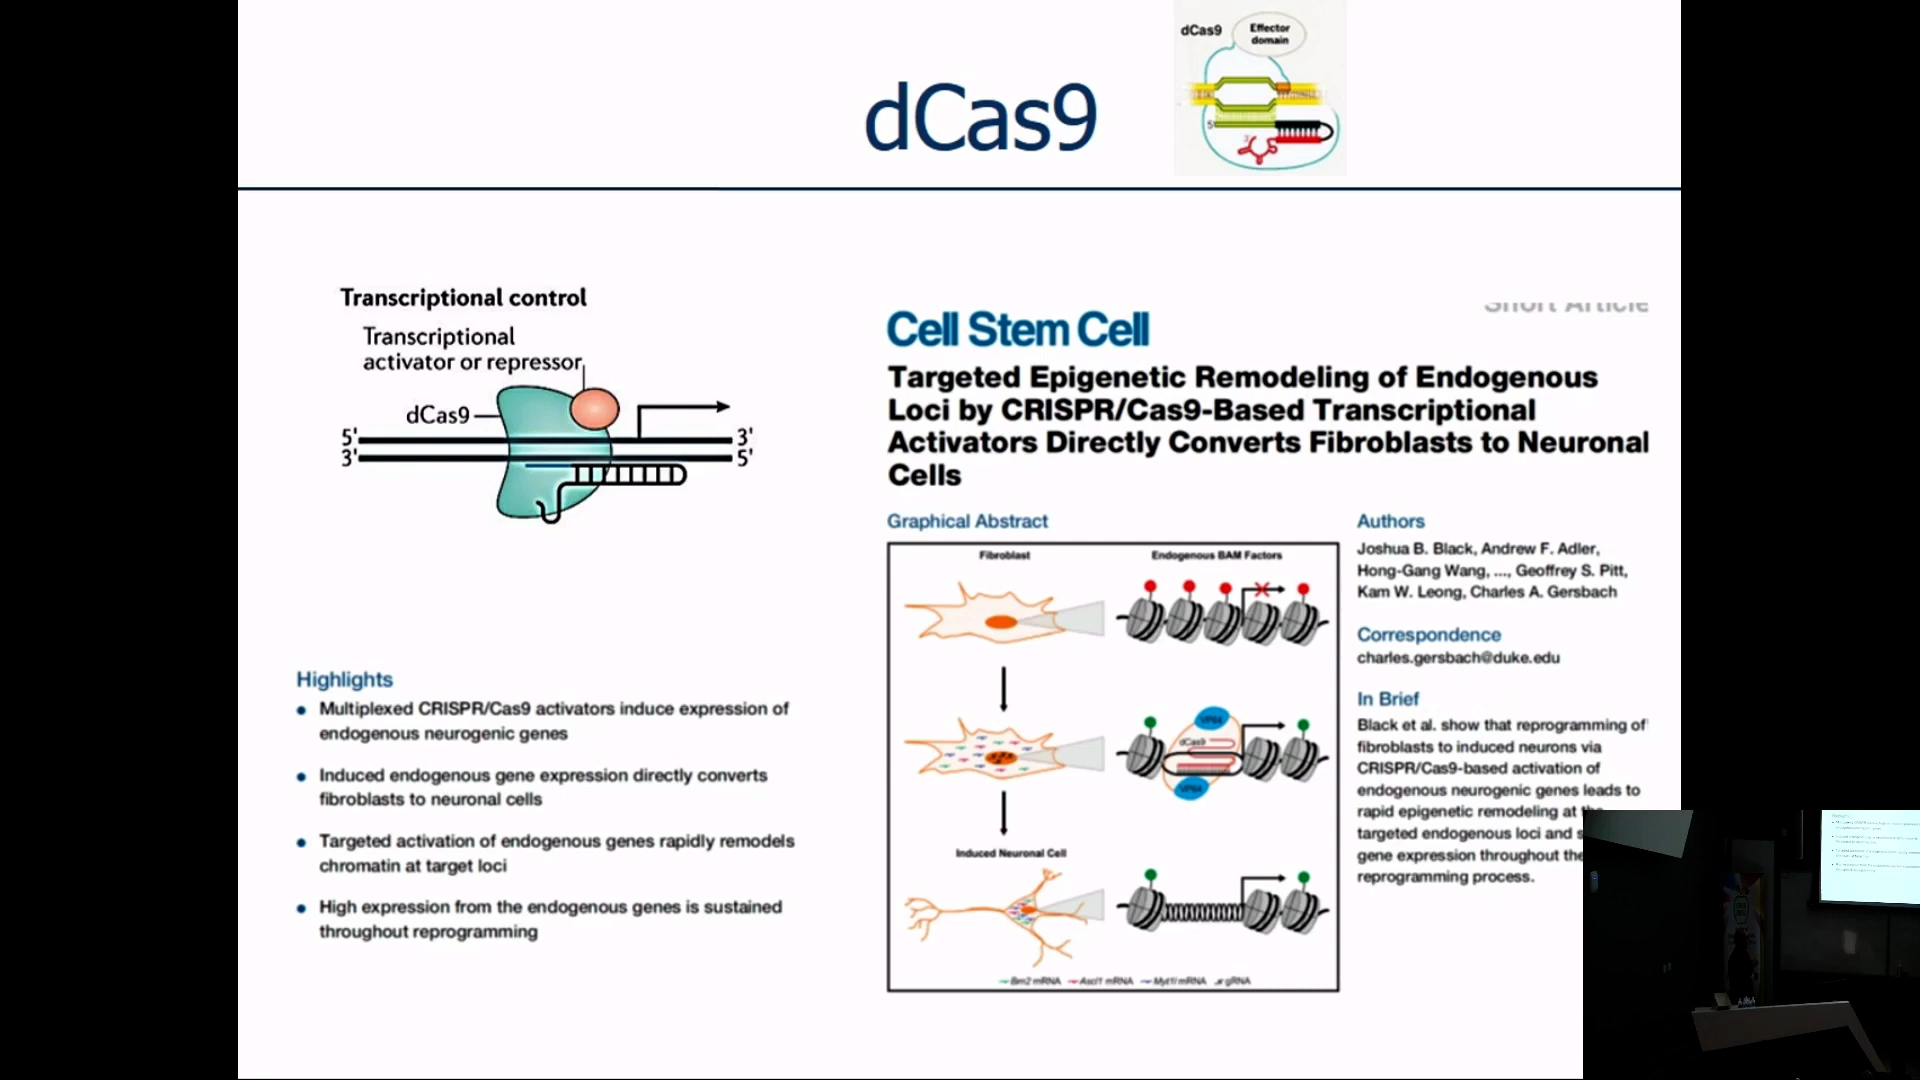 dCas9
Effector
domain
5'
3'
dCas9
Transcriptional control
Transcriptional
activator or repressor
dCas9
5'
3'
3'
5'
Highlights
Multiplexed CRISPR/Cas9 activators induce expression of
endogenous neurogenic genes
Induced endogenous gene expression directly converts
fibroblasts to neuronal cells
Targeted activation of endogenous genes rapidly remodels
chromatin at target loci
High expression from the endogenous genes is sustained
throughout reprogramming
Short Article
Cell Stem Cell
Targeted Epigenetic Remodeling of Endogenous
Loci by CRISPR/Cas9-Based Transcriptional
Activators Directly Converts Fibroblasts to Neuronal
Cells
Graphical Abstract
Fibroblast
Endogenous BAM Factors
VP64
dCas9
VP64
Induced Neuronal Cell
Brn2 mRNA Ascl1 mRNA Myt1l mRNA gRNA
Authors
Joshua B. Black, Andrew F. Adler,
Hong-Gang Wang, ..., Geoffrey S. Pitt,
Kam W. Leong, Charles A. Gersbach
Correspondence
charles.gersbach@duke.edu
In Brief
Black et al. show that reprogramming of
fibroblasts to induced neurons via
CRISPR/Cas9-based activation of
endogenous neurogenic genes leads to
rapid epigenetic remodeling at
targeted endogenous loci and
gene expression throughout the
reprogramming process.